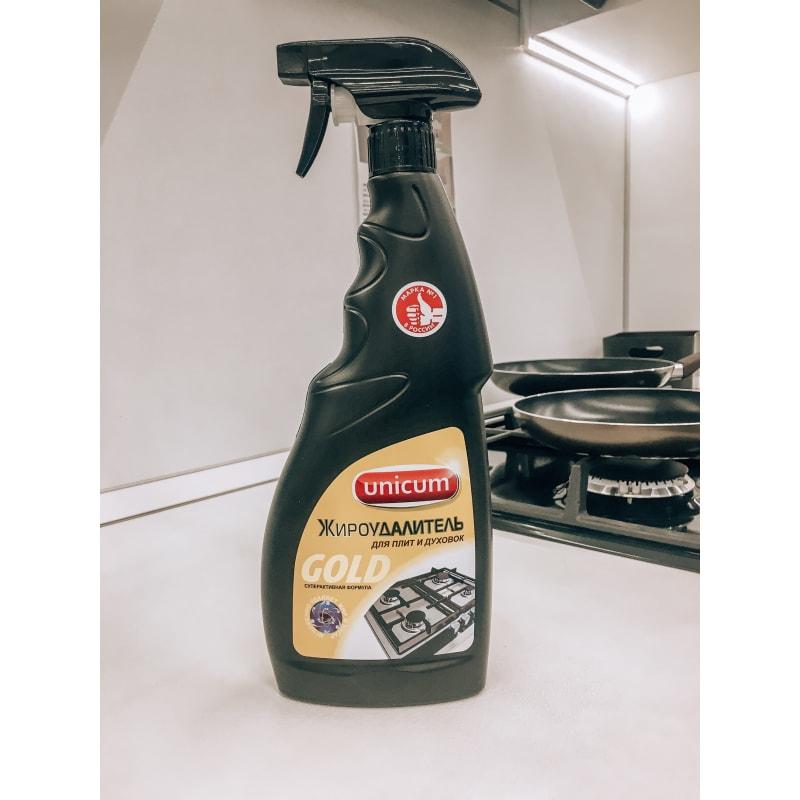 МАРКА №1
В РОССИИ
unicum
ЖИРОУДАЛИТЕЛЬ
ДЛЯ ПЛИТ И ДУХОВОК
GOLD
СУПЕРАКТИВНАЯ ФОРМУЛА